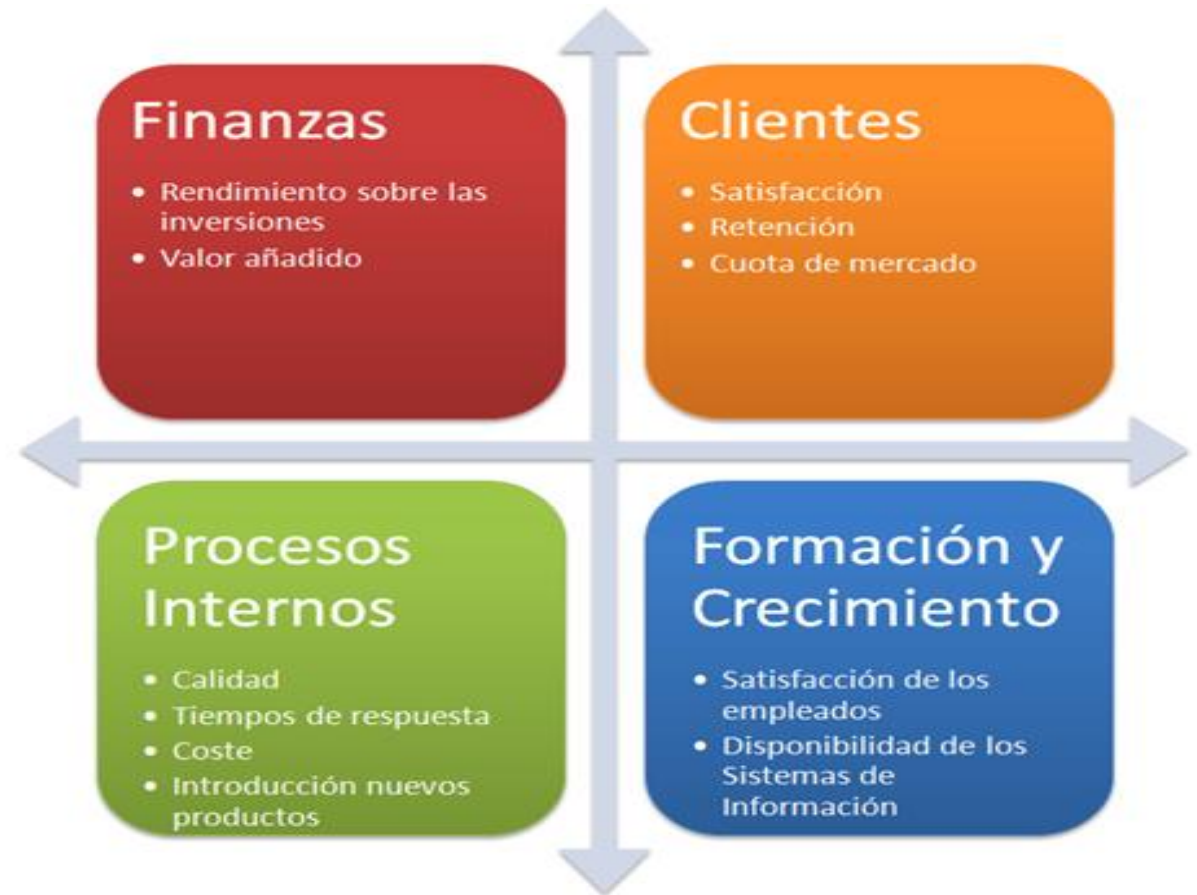 Finanzas
• Rendimiento sobre las
inversiones
• Valor añadido
Clientes
• Satisfacción
• Retención
• Cuota de mercado
Procesos
Internos
• Calidad
• Tiempos de respuesta
• Coste
• Introducción nuevos
productos
Formación y
Crecimiento
• Satisfacción de los
empleados
• Disponibilidad de los
Sistemas de
Información